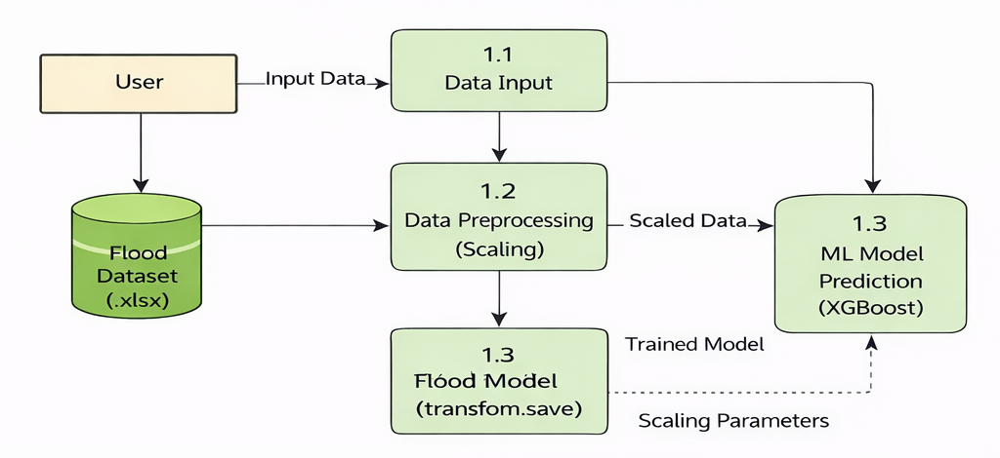 User
Input Data
1.1
Data Input
1.2
Data Preprocessing
(Scaling)
Scaled Data
Flood
Dataset
(.xlsx)
1.3
ML Model
Prediction
(XGBoost)
1.3
Flood Model
(transfom.save)
Trained Model
Scaling Parameters